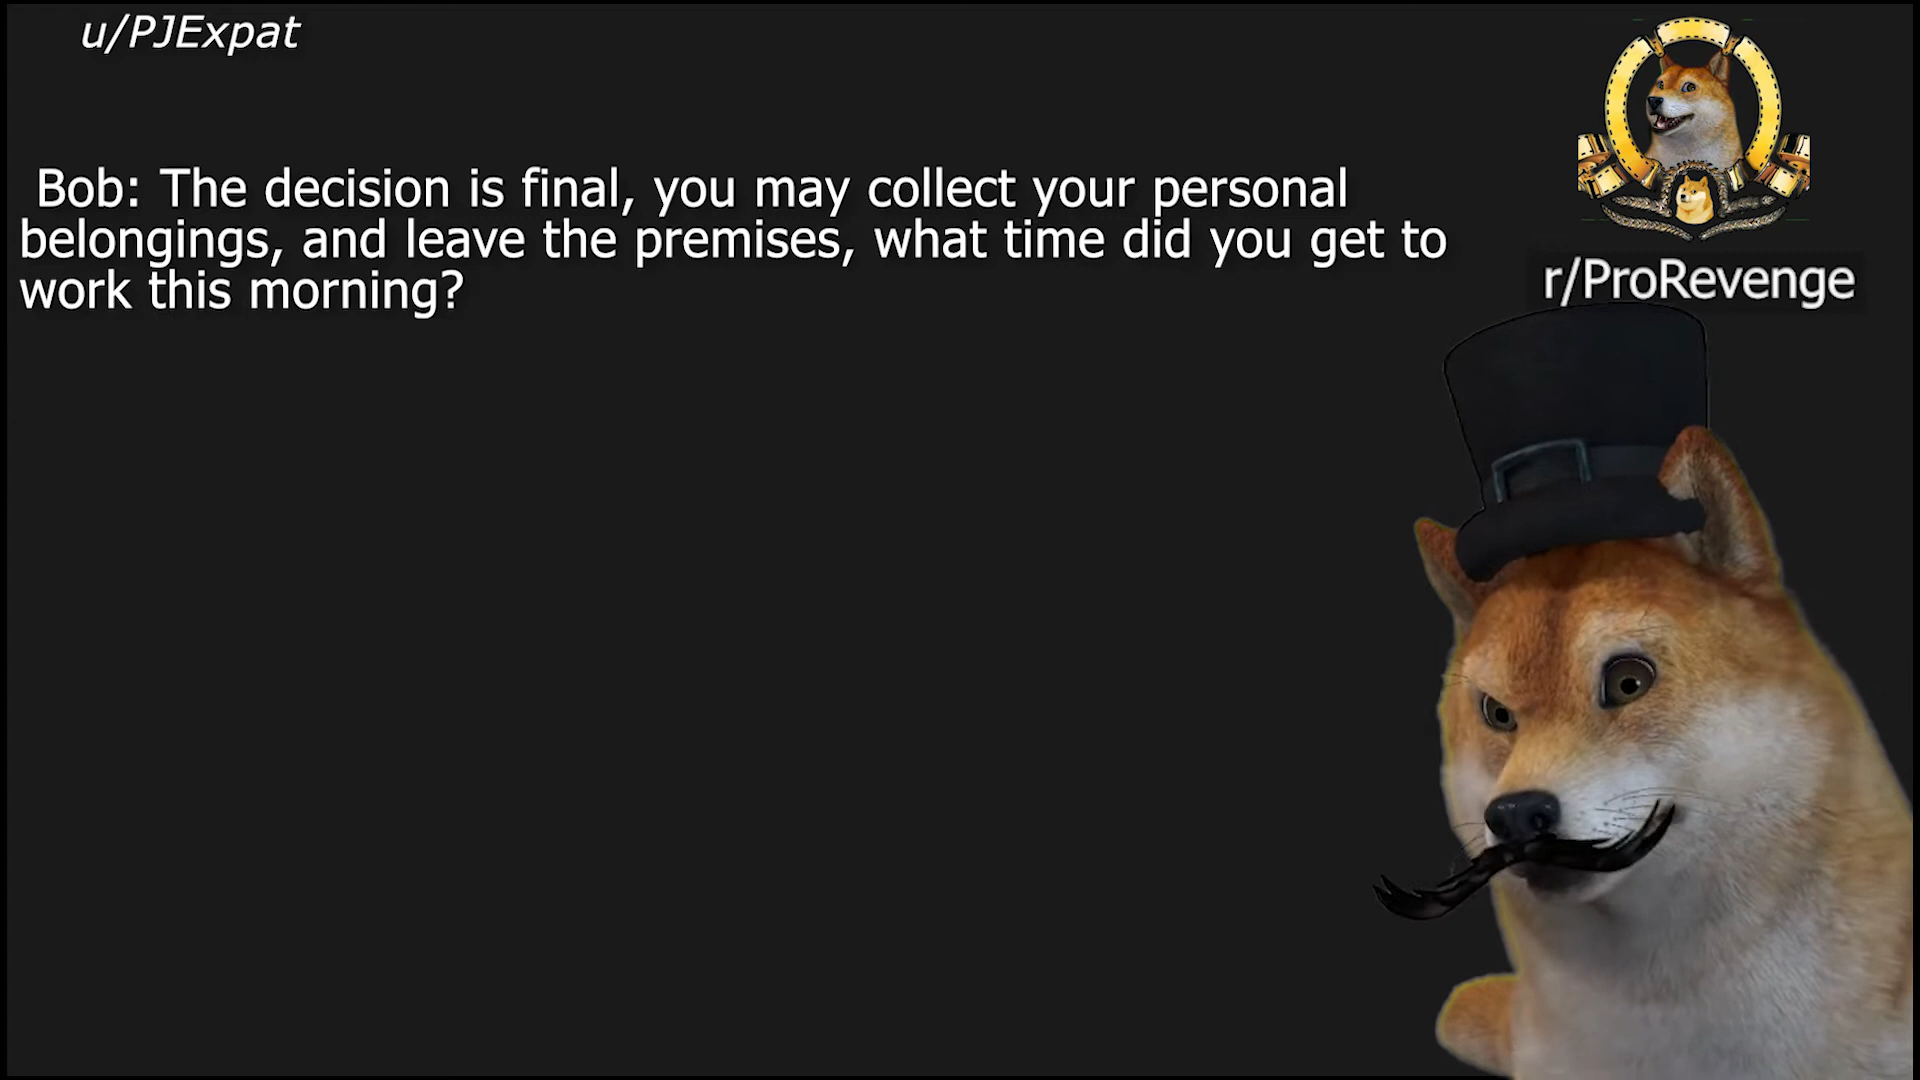 u/PJExpat
Bob: The decision is final, you may collect your personal
belongings, and leave the premises, what time did you get to
work this morning?
r/ProRevenge